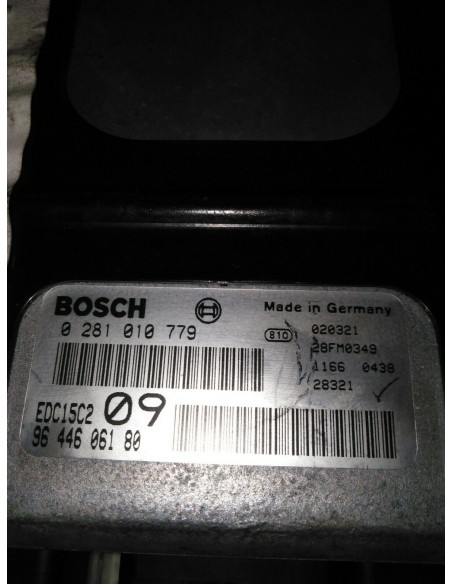 BOSCH
Made in Germany
0 281 010 779
810
020321
28FM0349
1166 0438
28321
EDC15C2 09
96 446 061 80